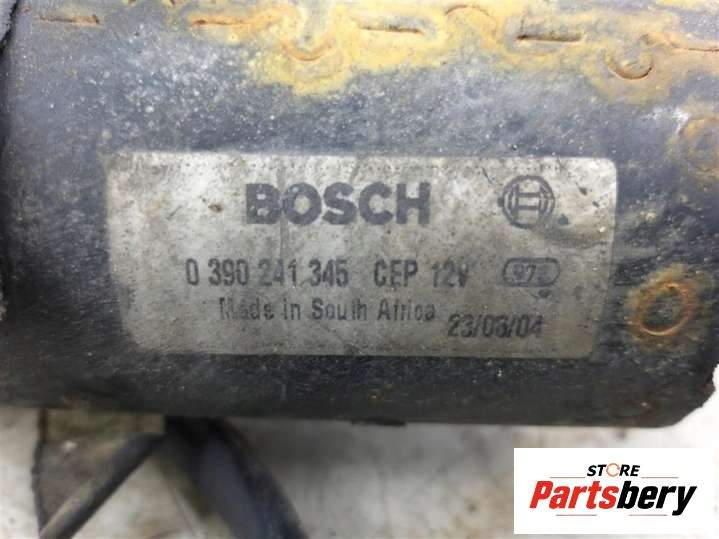 BOSCH
0 390 241 345 CEP 12V
Made in South Africa
23/03/04
STORE
Partsbery